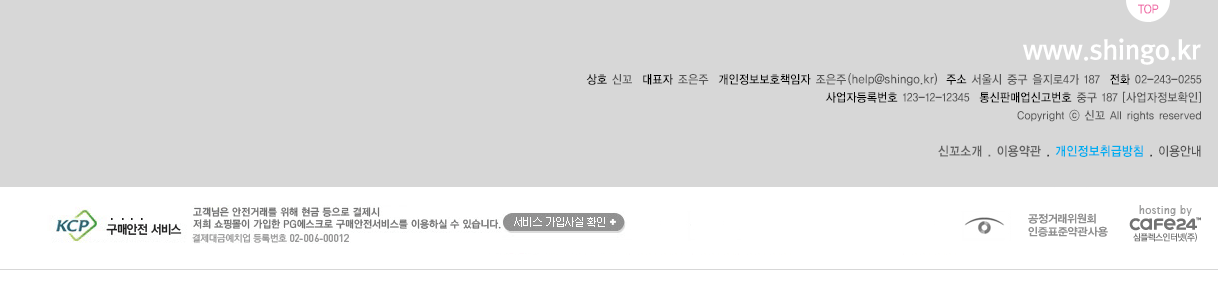 TOP
www.shingo.kr
상호 신꼬 대표자 조은주 개인정보보호책임자 조은주(help@shingo.kr) 주소 서울시 중구 을지로4가 187 전화 02-243-0255
사업자등록번호 123-12-12345 통신판매업신고번호 중구 187 [사업자정보확인]
Copyright ⓒ 신꼬 All rights reserved
신꼬소개 . 이용약관 . 개인정보취급방침 . 이용안내
KCP 구매안전 서비스
고객님은 안전거래를 위해 현금 등으로 결제시
저희 쇼핑몰이 가입한 PG에스크로 구매안전서비스를 이용하실 수 있습니다.
결제대금예치업 등록번호 02-006-00012
서비스 가입사실 확인 +
공정거래위원회
인증표준약관사용
hosting by
cafe24™
심플렉스인터넷(주)